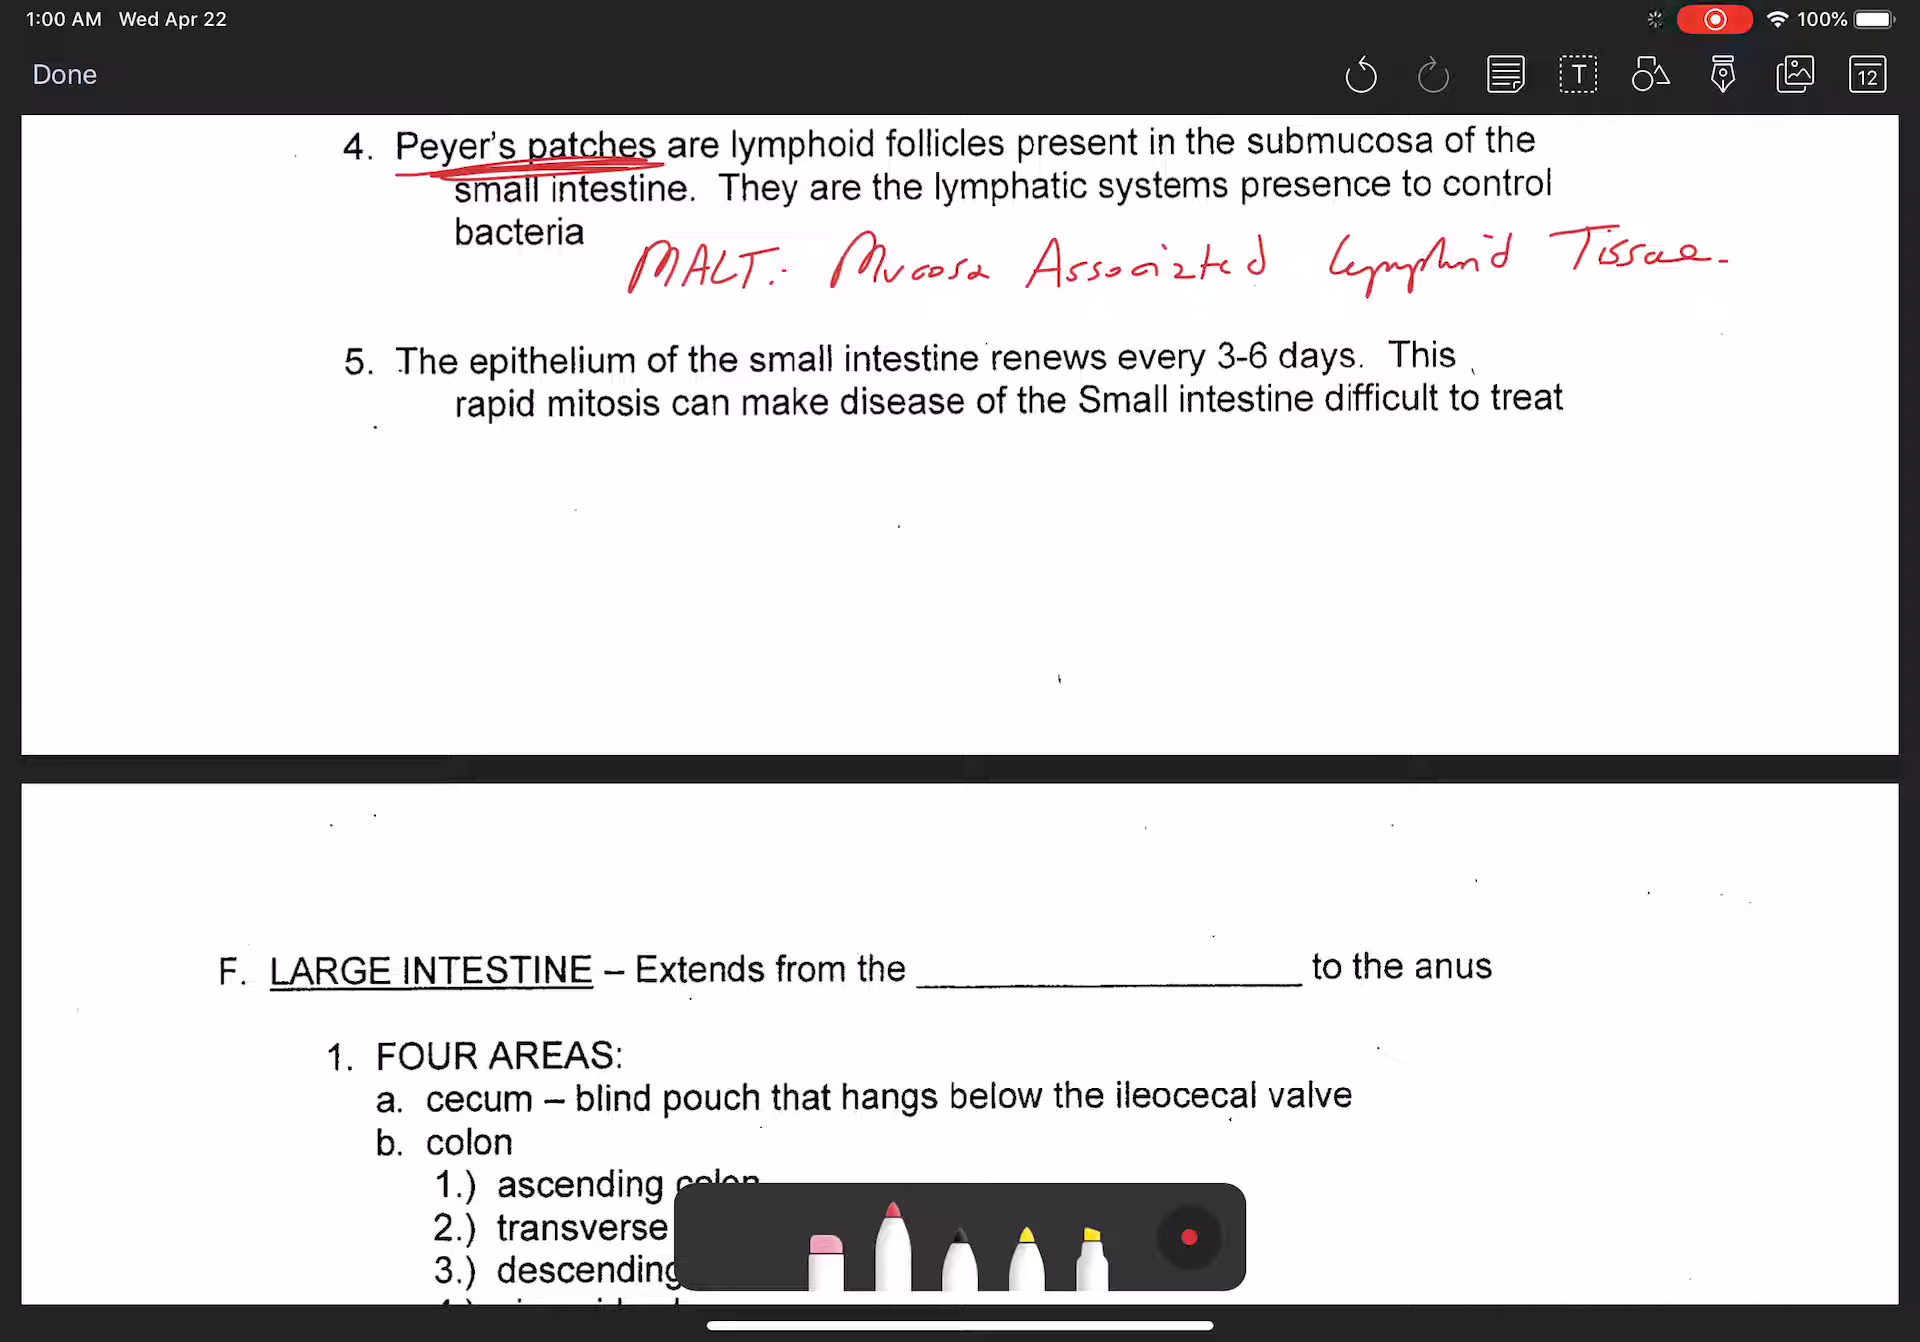 1:00 AM Wed Apr 22
100%
Done
T
12
4. Peyer's patches are lymphoid follicles present in the submucosa of the
small intestine. They are the lymphatic systems presence to control
bacteria
MALT: Mucosa Associated Lymphoid Tissue.
5. The epithelium of the small intestine renews every 3-6 days. This
rapid mitosis can make disease of the Small intestine difficult to treat
F. LARGE INTESTINE – Extends from the ____________________ to the anus
1. FOUR AREAS:
a. cecum – blind pouch that hangs below the ileocecal valve
b. colon
1.) ascending colon
2.) transverse
3.) descending